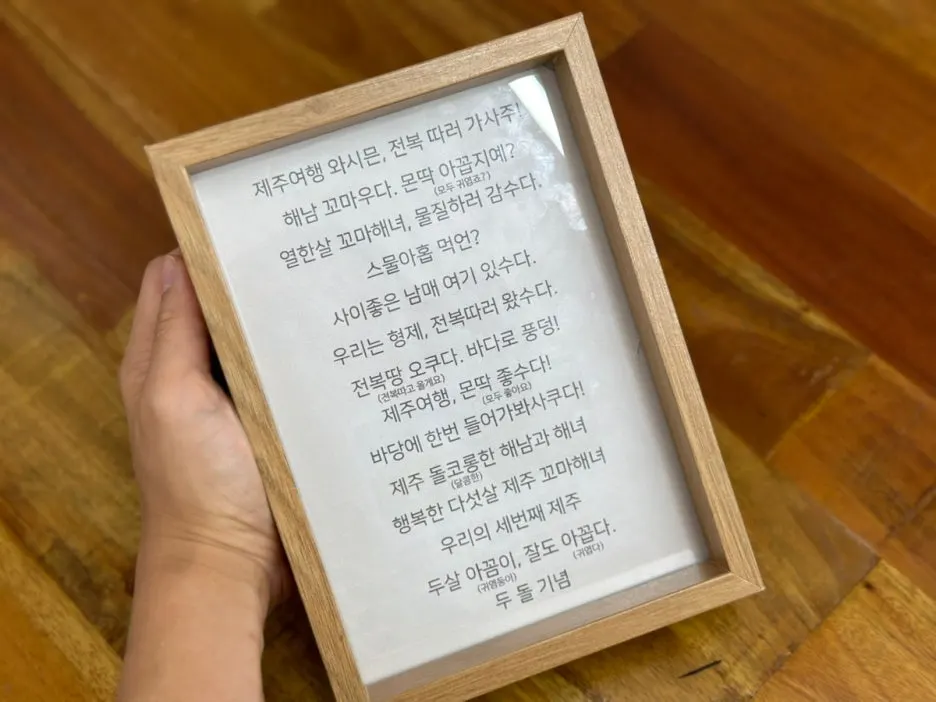 제주여행 와시믄, 전복 따러 가사주!
해남 꼬마우다. 몬딱 아꼽지예?
(모두 귀엽죠?)
열한살 꼬마해녀, 물질하러 감수다.
스물아홉 먹언?
사이좋은 남매 여기 있수다.
우리는 형제, 전복따러 왔수다.
전복땅 오쿠다. 바다로 풍덩!
(전복따고 올게요)
제주여행, 몬딱 좋수다!
(모두 좋아요)
바당에 한번 들어가봐사쿠다!
제주 돌코롱한 해남과 해녀
(달콤한)
행복한 다섯살 제주 꼬마해녀
우리의 세번째 제주
두살 아꼼이, 잘도 아꼽다.
(귀염둥이) (귀엽다)
두 돌 기념